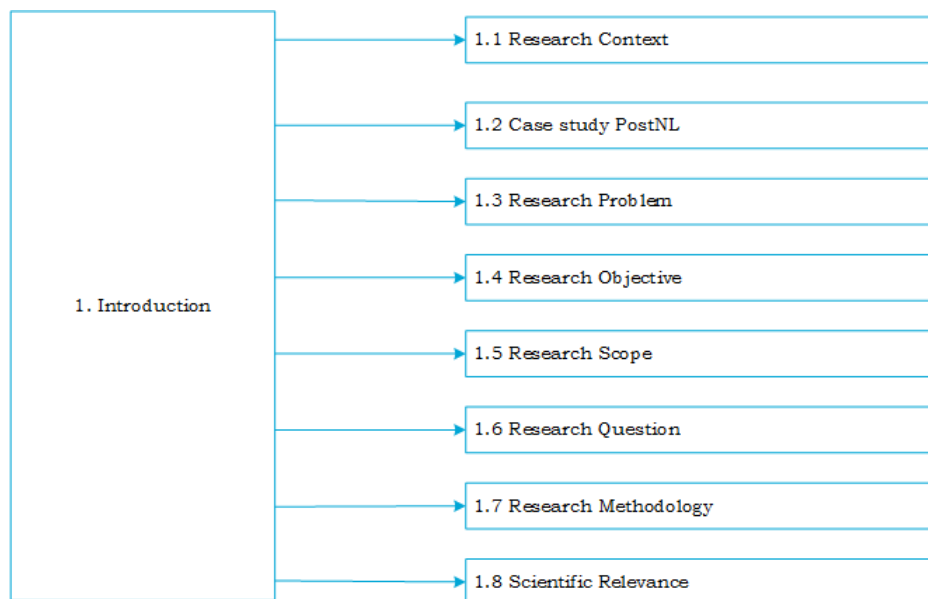 1. Introduction
1.1 Research Context
1.2 Case study PostNL
1.3 Research Problem
1.4 Research Objective
1.5 Research Scope
1.6 Research Question
1.7 Research Methodology
1.8 Scientific Relevance